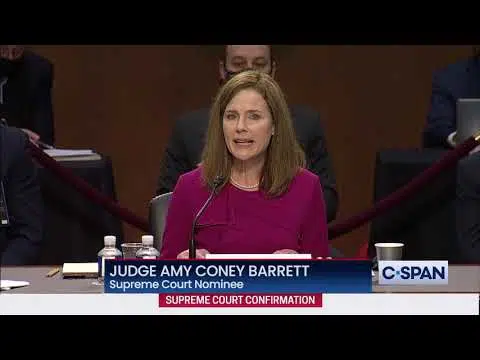 JUDGE AMY CONEY BARRETT
Supreme Court Nominee
C-SPAN
SUPREME COURT CONFIRMATION